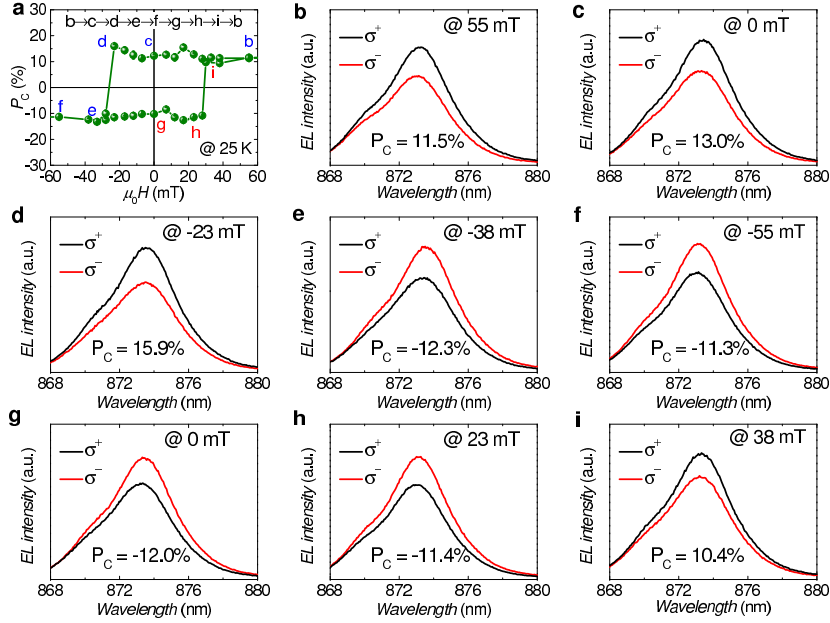 a
b→c→d→e→f→g→h→i→b
30
20
10
0
-10
-20
-30
P_C (%)
d
c
b
i
f
e
g
h
@ 25 K
-60 -40 -20 0 20 40 60
μ₀H (mT)
b
@ 55 mT
σ⁺
σ⁻
P_C = 11.5%
EL intensity (a.u.)
868 872 876 880
Wavelength (nm)
c
@ 0 mT
σ⁺
σ⁻
P_C = 13.0%
EL intensity (a.u.)
868 872 876 880
Wavelength (nm)
d
@ -23 mT
σ⁺
σ⁻
P_C = 15.9%
EL intensity (a.u.)
868 872 876 880
Wavelength (nm)
e
@ -38 mT
σ⁺
σ⁻
P_C = -12.3%
EL intensity (a.u.)
868 872 876 880
Wavelength (nm)
f
@ -55 mT
σ⁺
σ⁻
P_C = -11.3%
EL intensity (a.u.)
868 872 876 880
Wavelength (nm)
g
@ 0 mT
σ⁺
σ⁻
P_C = -12.0%
EL intensity (a.u.)
868 872 876 880
Wavelength (nm)
h
@ 23 mT
σ⁺
σ⁻
P_C = -11.4%
EL intensity (a.u.)
868 872 876 880
Wavelength (nm)
i
@ 38 mT
σ⁺
σ⁻
P_C = 10.4%
EL intensity (a.u.)
868 872 876 880
Wavelength (nm)